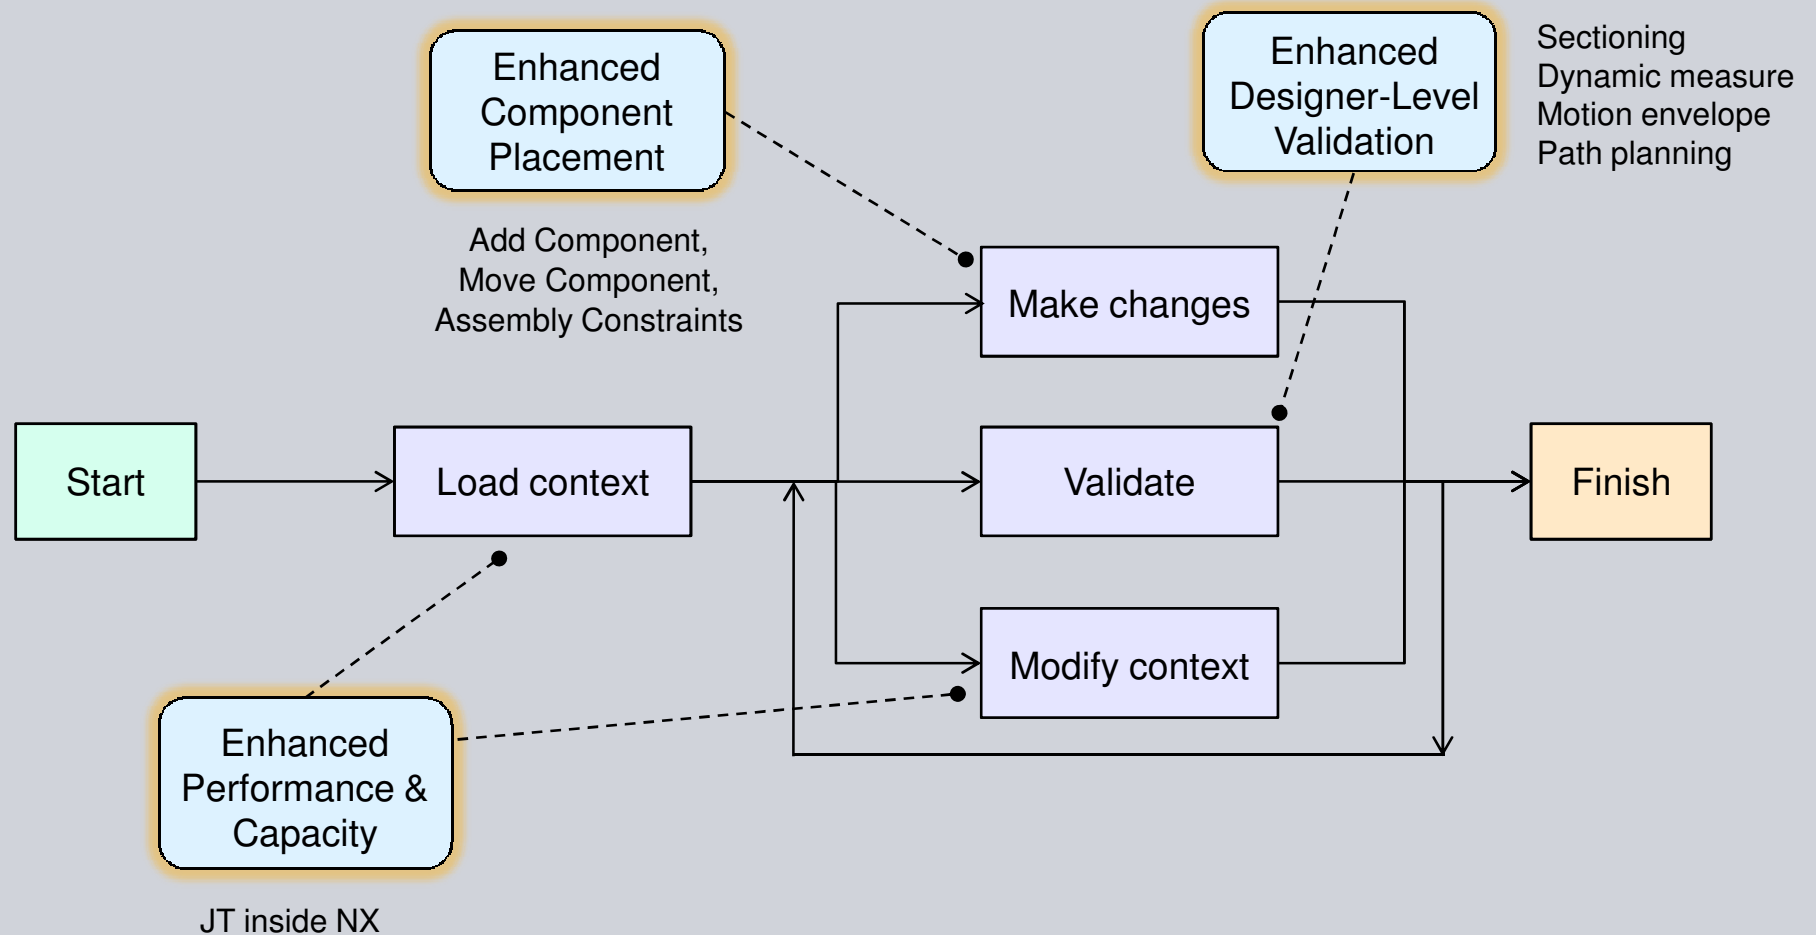 Enhanced
Component
Placement
Add Component,
Move Component,
Assembly Constraints
Enhanced
Designer-Level
Validation
Sectioning
Dynamic measure
Motion envelope
Path planning
Make changes
Start
Load context
Validate
Finish
Modify context
Enhanced
Performance &
Capacity
JT inside NX